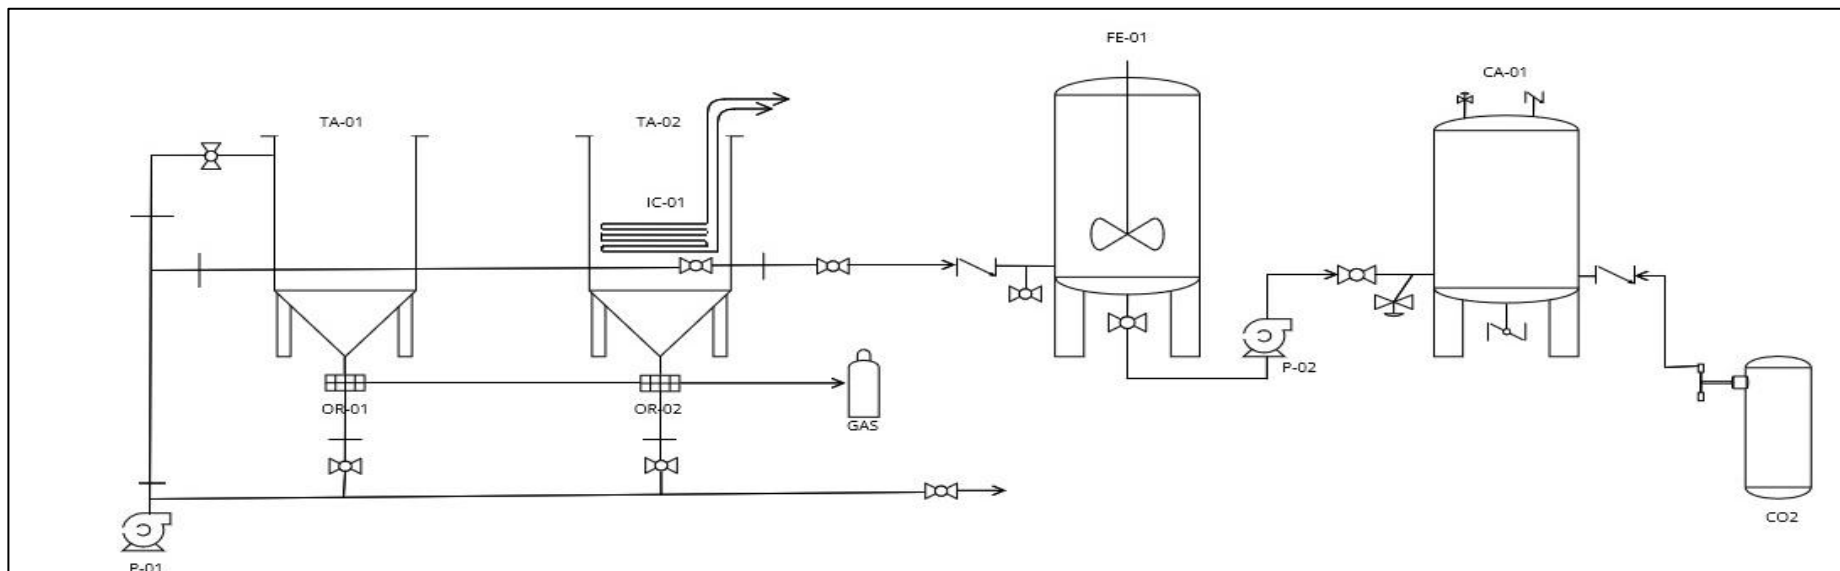 FE-01
CA-01
TA-01
TA-02
IC-01
P-02
OR-01
OR-02
GAS
CO2
P-01